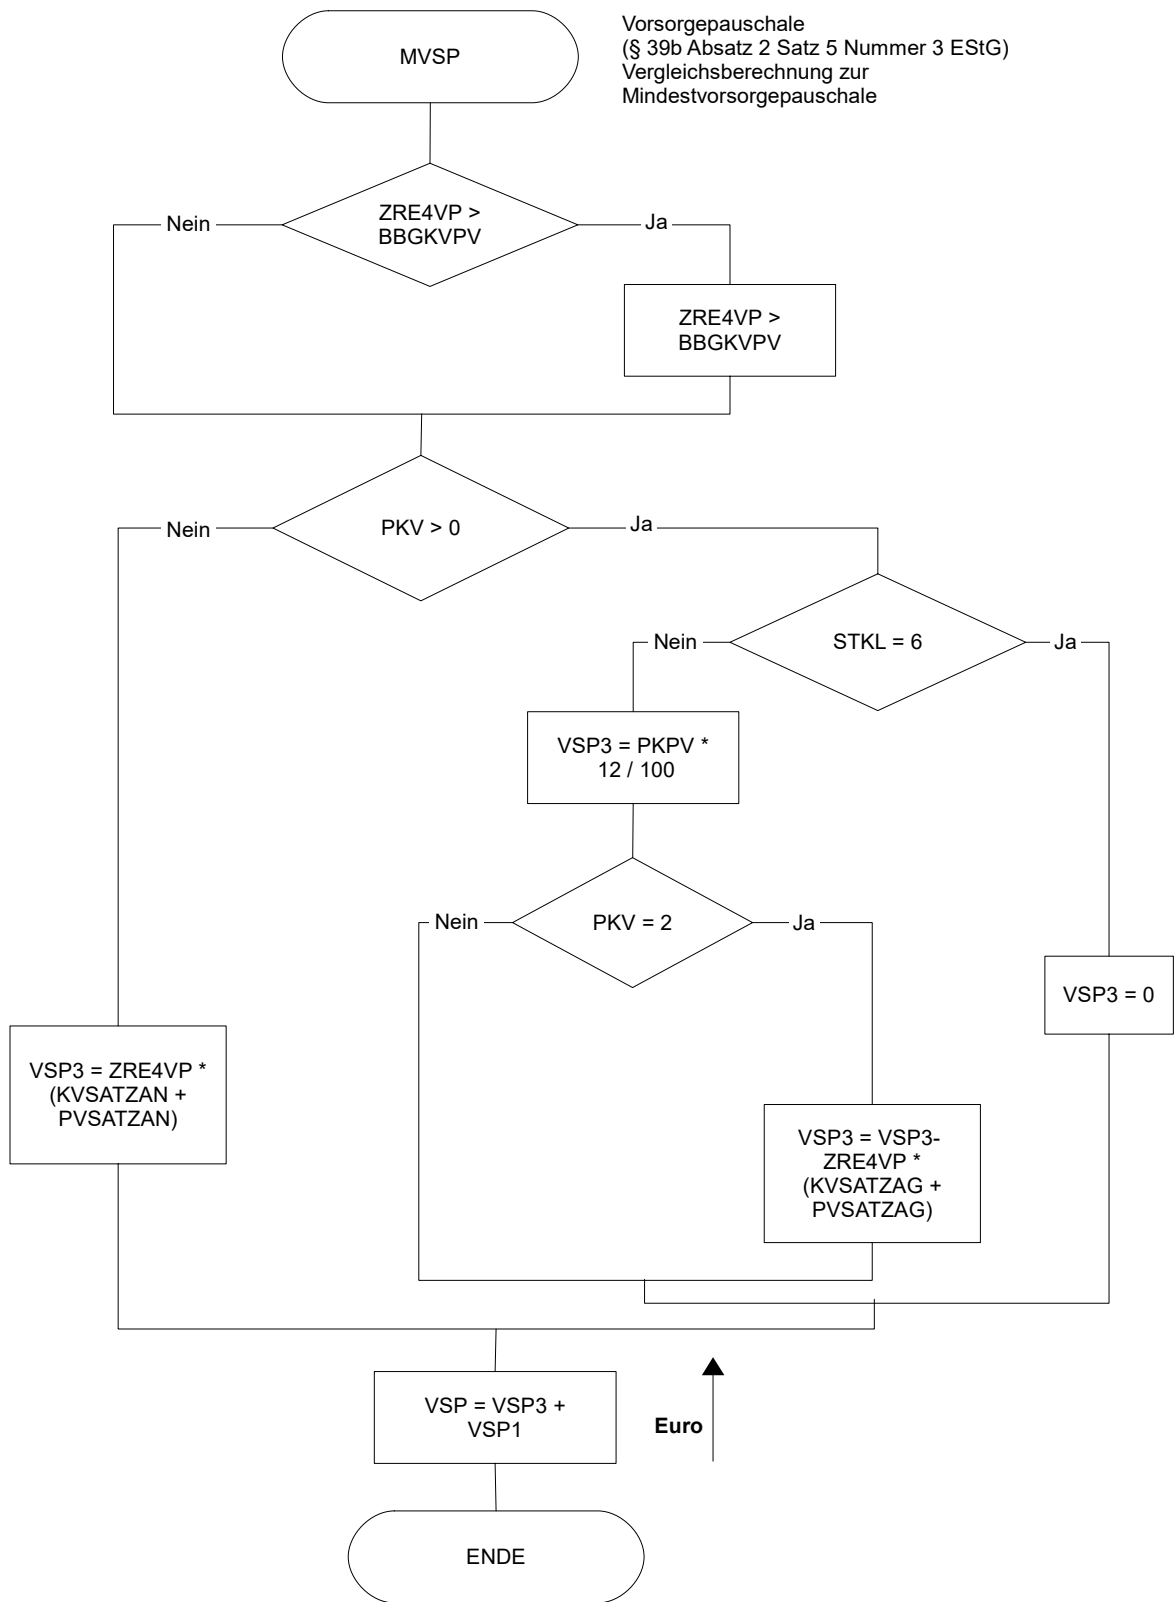 MVSP
Vorsorgepauschale
(§ 39b Absatz 2 Satz 5 Nummer 3 EStG)
Vergleichsberechnung zur
Mindestvorsorgepauschale
ZRE4VP >
BBGKVPV
Nein
Ja
ZRE4VP >
BBGKVPV
PKV > 0
Nein
Ja
STKL = 6
Nein
Ja
VSP3 = PKPV *
12 / 100
PKV = 2
Nein
Ja
VSP3 = 0
VSP3 = ZRE4VP *
(KVSATZAN +
PVSATZAN)
VSP3 = VSP3-
ZRE4VP *
(KVSATZAG +
PVSATZAG)
VSP = VSP3 +
VSP1
Euro
ENDE